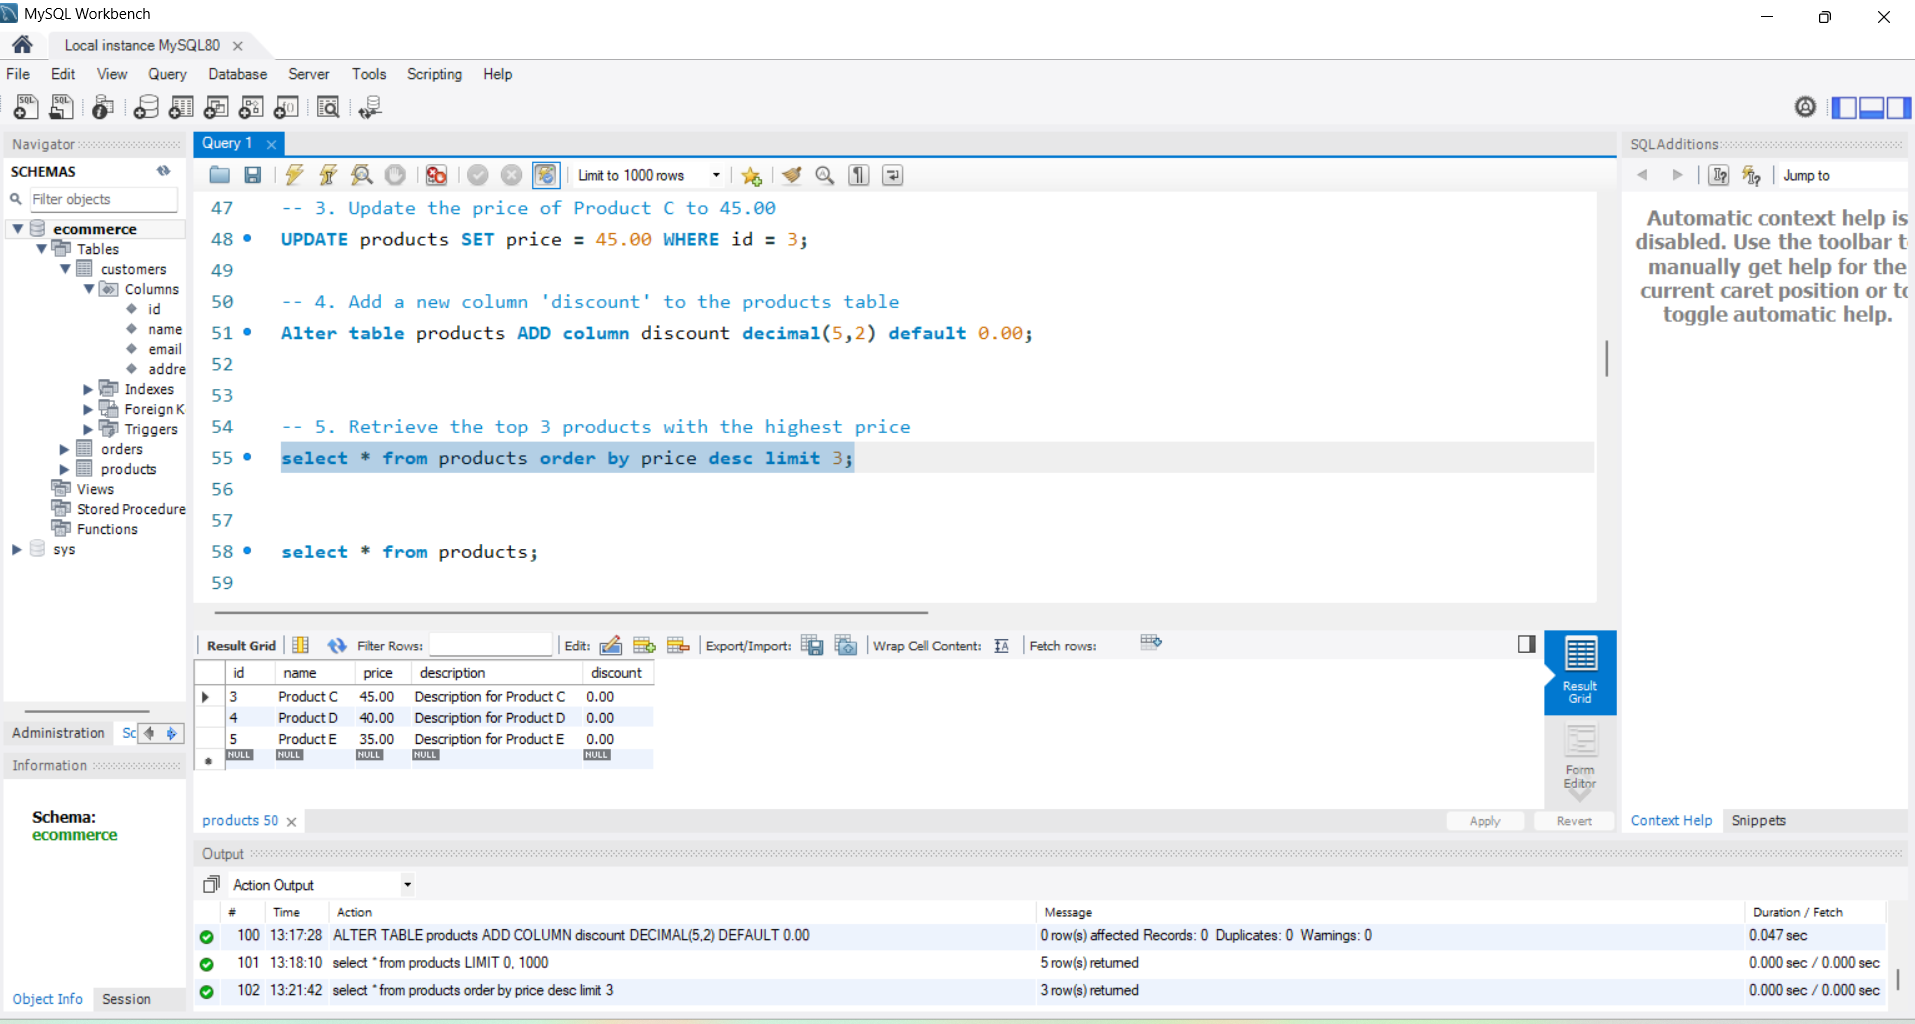 MySQL Workbench
Local instance MySQL80
File Edit View Query Database Server Tools Scripting Help
Navigator
SCHEMAS
Filter objects
ecommerce
Tables
customers
Columns
id
name
email
addre
Indexes
Foreign K
Triggers
orders
products
Views
Stored Procedure
Functions
sys
Administration Sc
Information
Schema:
ecommerce
Object Info Session
Query 1
Limit to 1000 rows
47 -- 3. Update the price of Product C to 45.00
48 UPDATE products SET price = 45.00 WHERE id = 3;
49
50 -- 4. Add a new column 'discount' to the products table
51 Alter table products ADD column discount decimal(5,2) default 0.00;
52
53
54 -- 5. Retrieve the top 3 products with the highest price
55 select * from products order by price desc limit 3;
56
57
58 select * from products;
59
Result Grid Filter Rows: Edit: Export/Import: Wrap Cell Content: Fetch rows:
id name price description discount
3 Product C 45.00 Description for Product C 0.00
4 Product D 40.00 Description for Product D 0.00
5 Product E 35.00 Description for Product E 0.00
NULL NULL NULL NULL NULL
Result
Grid
Form
Editor
products 50
Apply Revert
SQLAdditions
Jump to
Automatic context help is
disabled. Use the toolbar t
manually get help for the
current caret position or to
toggle automatic help.
Context Help Snippets
Output
Action Output
# Time Action Message Duration / Fetch
100 13:17:28 ALTER TABLE products ADD COLUMN discount DECIMAL(5,2) DEFAULT 0.00 0 row(s) affected Records: 0 Duplicates: 0 Warnings: 0 0.047 sec
101 13:18:10 select * from products LIMIT 0, 1000 5 row(s) returned 0.000 sec / 0.000 sec
102 13:21:42 select * from products order by price desc limit 3 3 row(s) returned 0.000 sec / 0.000 sec